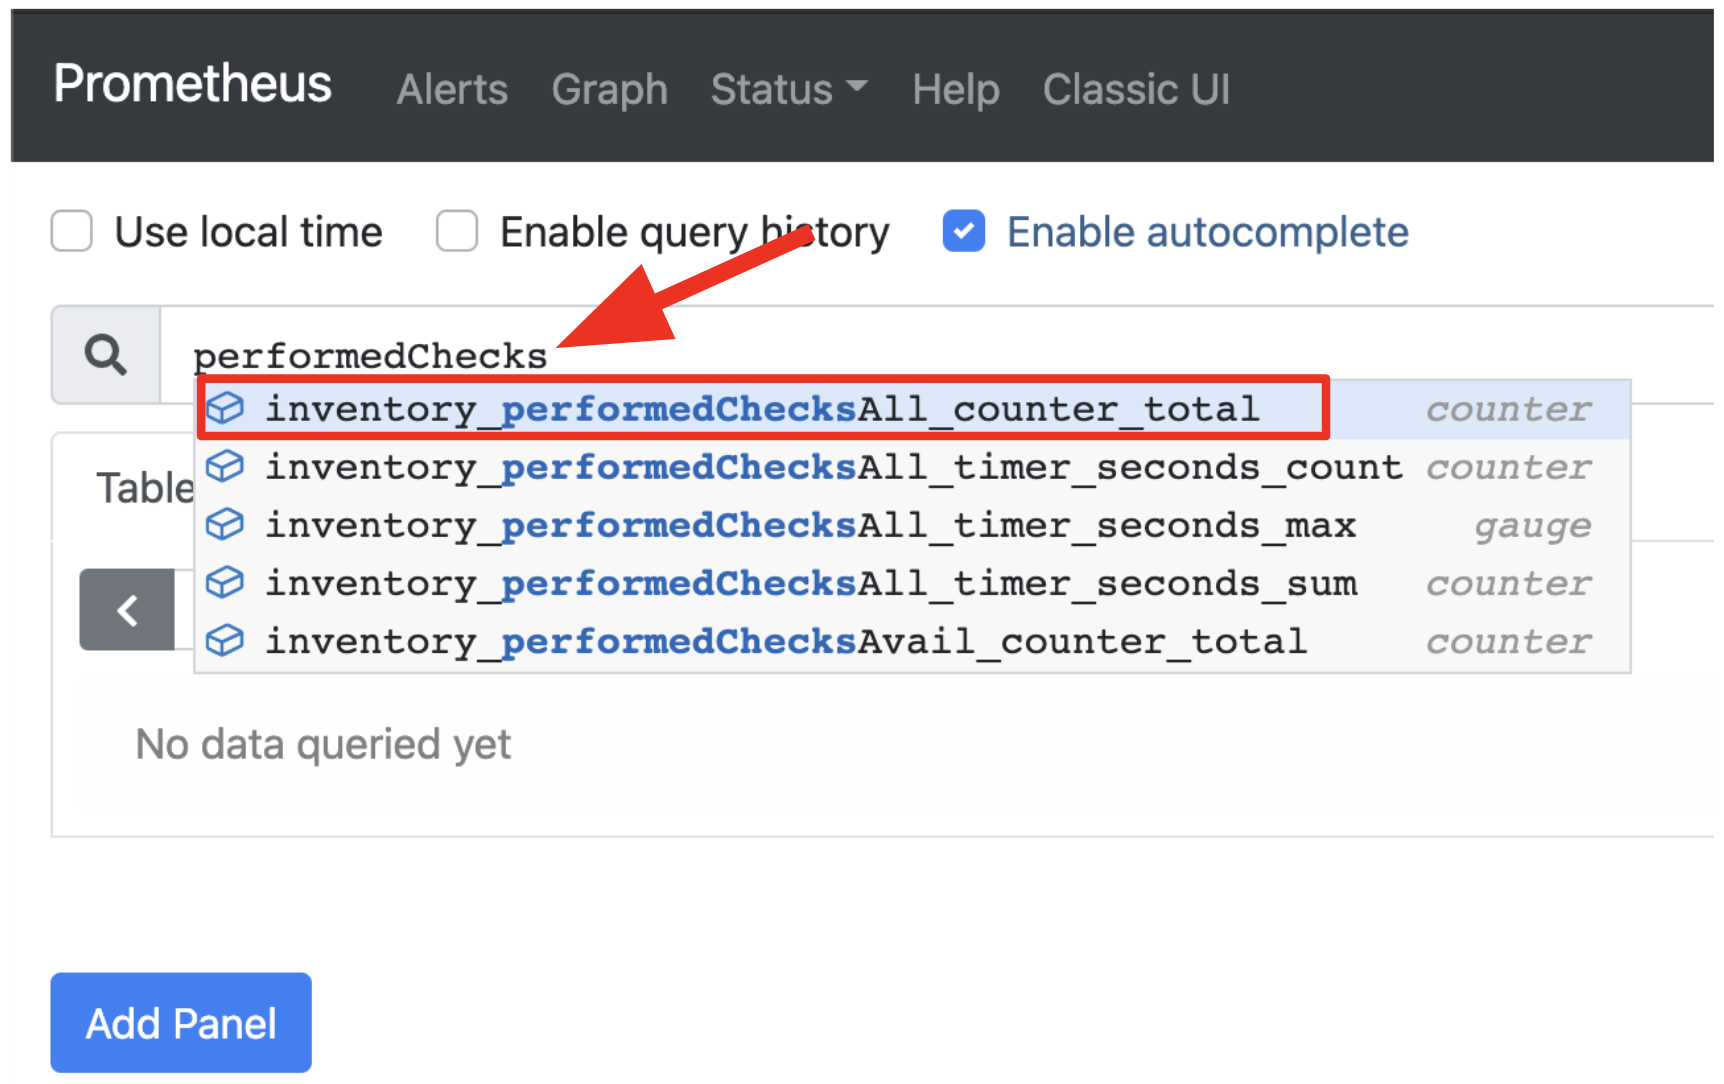 Prometheus Alerts Graph Status Help Classic UI
Use local time Enable query history Enable autocomplete
performedChecks
inventory_performedChecksAll_counter_total counter
inventory_performedChecksAll_timer_seconds_count counter
inventory_performedChecksAll_timer_seconds_max gauge
inventory_performedChecksAll_timer_seconds_sum counter
inventory_performedChecksAvail_counter_total counter
Table
No data queried yet
Add Panel